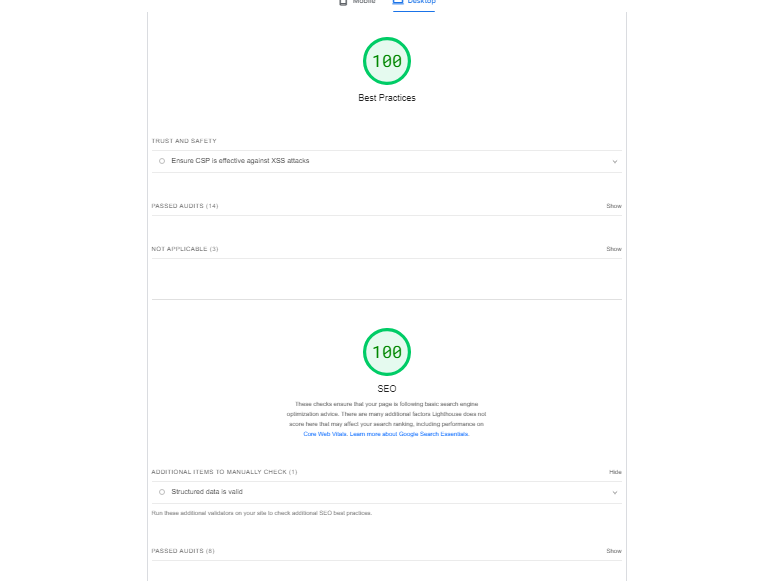 Mobile
Desktop
100
Best Practices
TRUST AND SAFETY
Ensure CSP is effective against XSS attacks
PASSED AUDITS (14)
Show
NOT APPLICABLE (3)
Show
100
SEO
These checks ensure that your page is following basic search engine
optimization advice. There are many additional factors Lighthouse does not
score here that may affect your search ranking, including performance on
Core Web Vitals. Learn more about Google Search Essentials.
ADDITIONAL ITEMS TO MANUALLY CHECK (1)
Hide
Structured data is valid
Run these additional validators on your site to check additional SEO best practices.
PASSED AUDITS (8)
Show